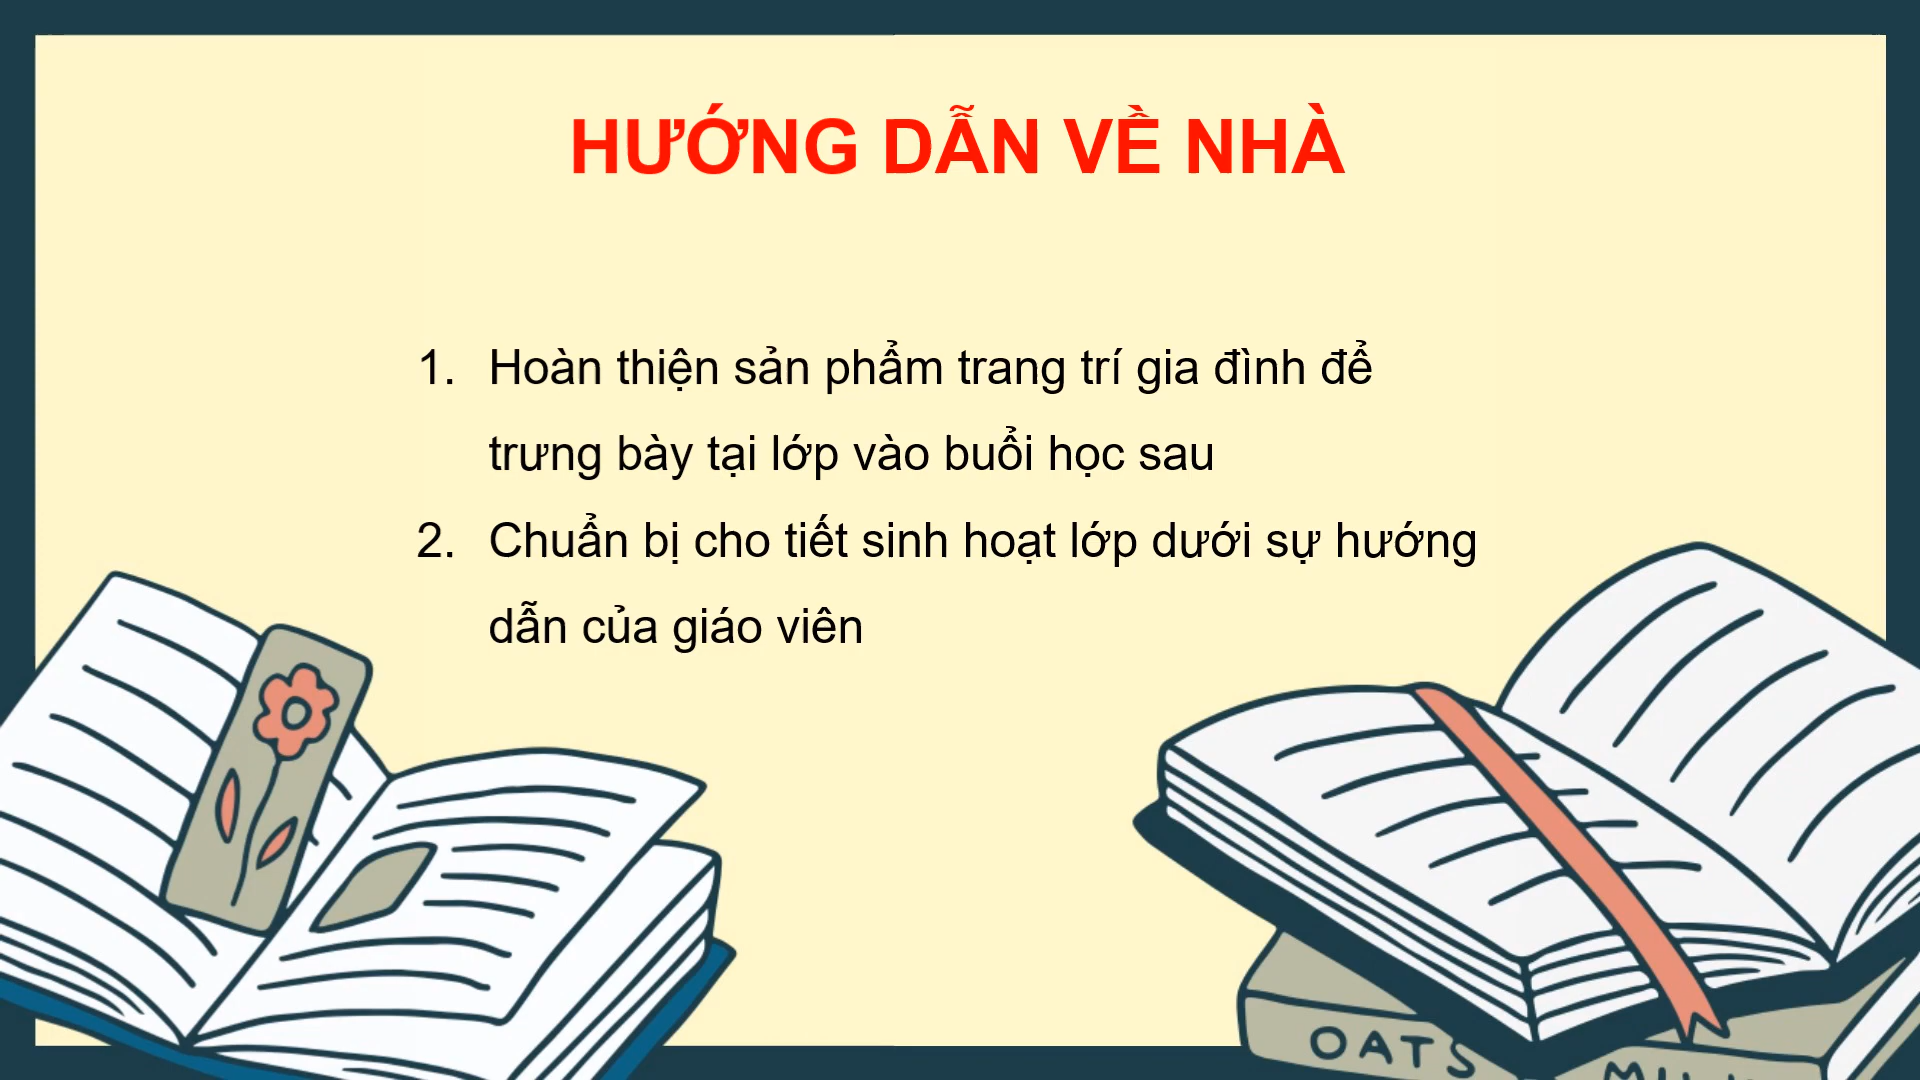 HƯỚNG DẪN VỀ NHÀ
1. Hoàn thiện sản phẩm trang trí gia đình để
trưng bày tại lớp vào buổi học sau
2. Chuẩn bị cho tiết sinh hoạt lớp dưới sự hướng
dẫn của giáo viên
OATS